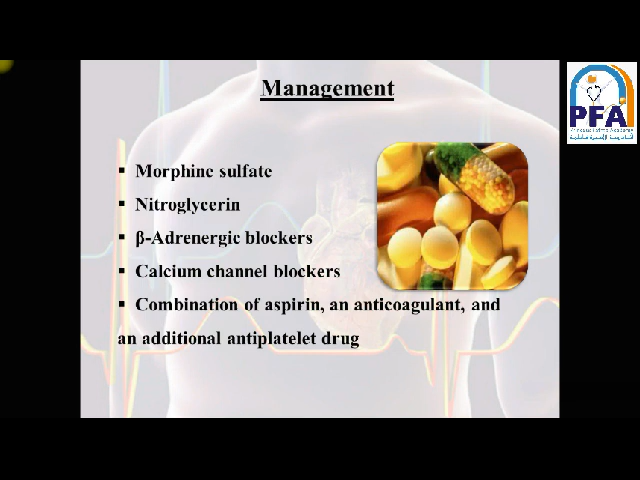 Management
▪ Morphine sulfate
▪ Nitroglycerin
▪ β-Adrenergic blockers
▪ Calcium channel blockers
▪ Combination of aspirin, an anticoagulant, and
an additional antiplatelet drug
PFA